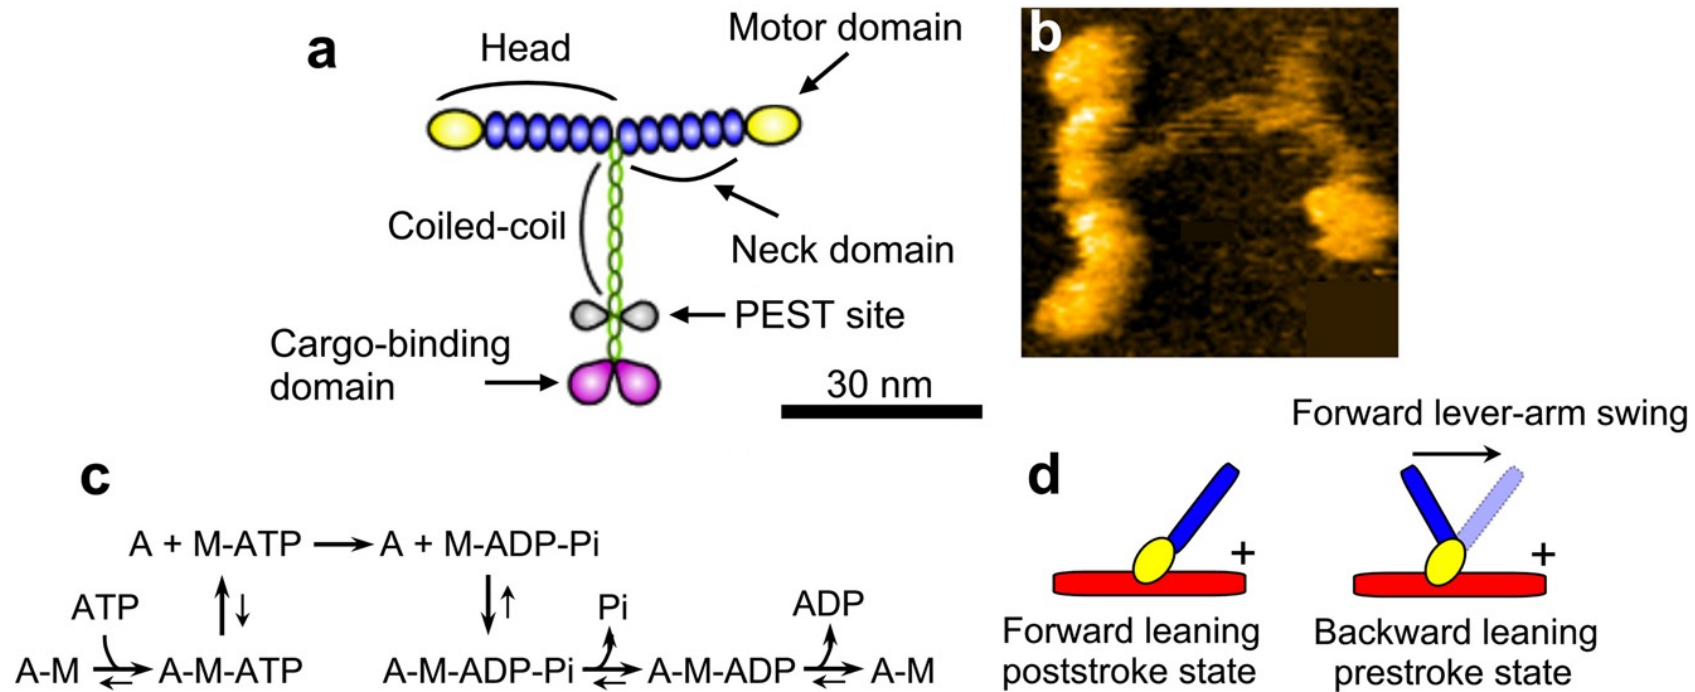 a
Head
Motor domain
Coiled-coil
Neck domain
PEST site
Cargo-binding
domain
30 nm
b
c
A + M-ATP A + M-ADP-Pi
ATP Pi ADP
A-M A-M-ATP A-M-ADP-Pi A-M-ADP A-M
d
Forward lever-arm swing
+ +
Forward leaning
poststroke state
Backward leaning
prestroke state